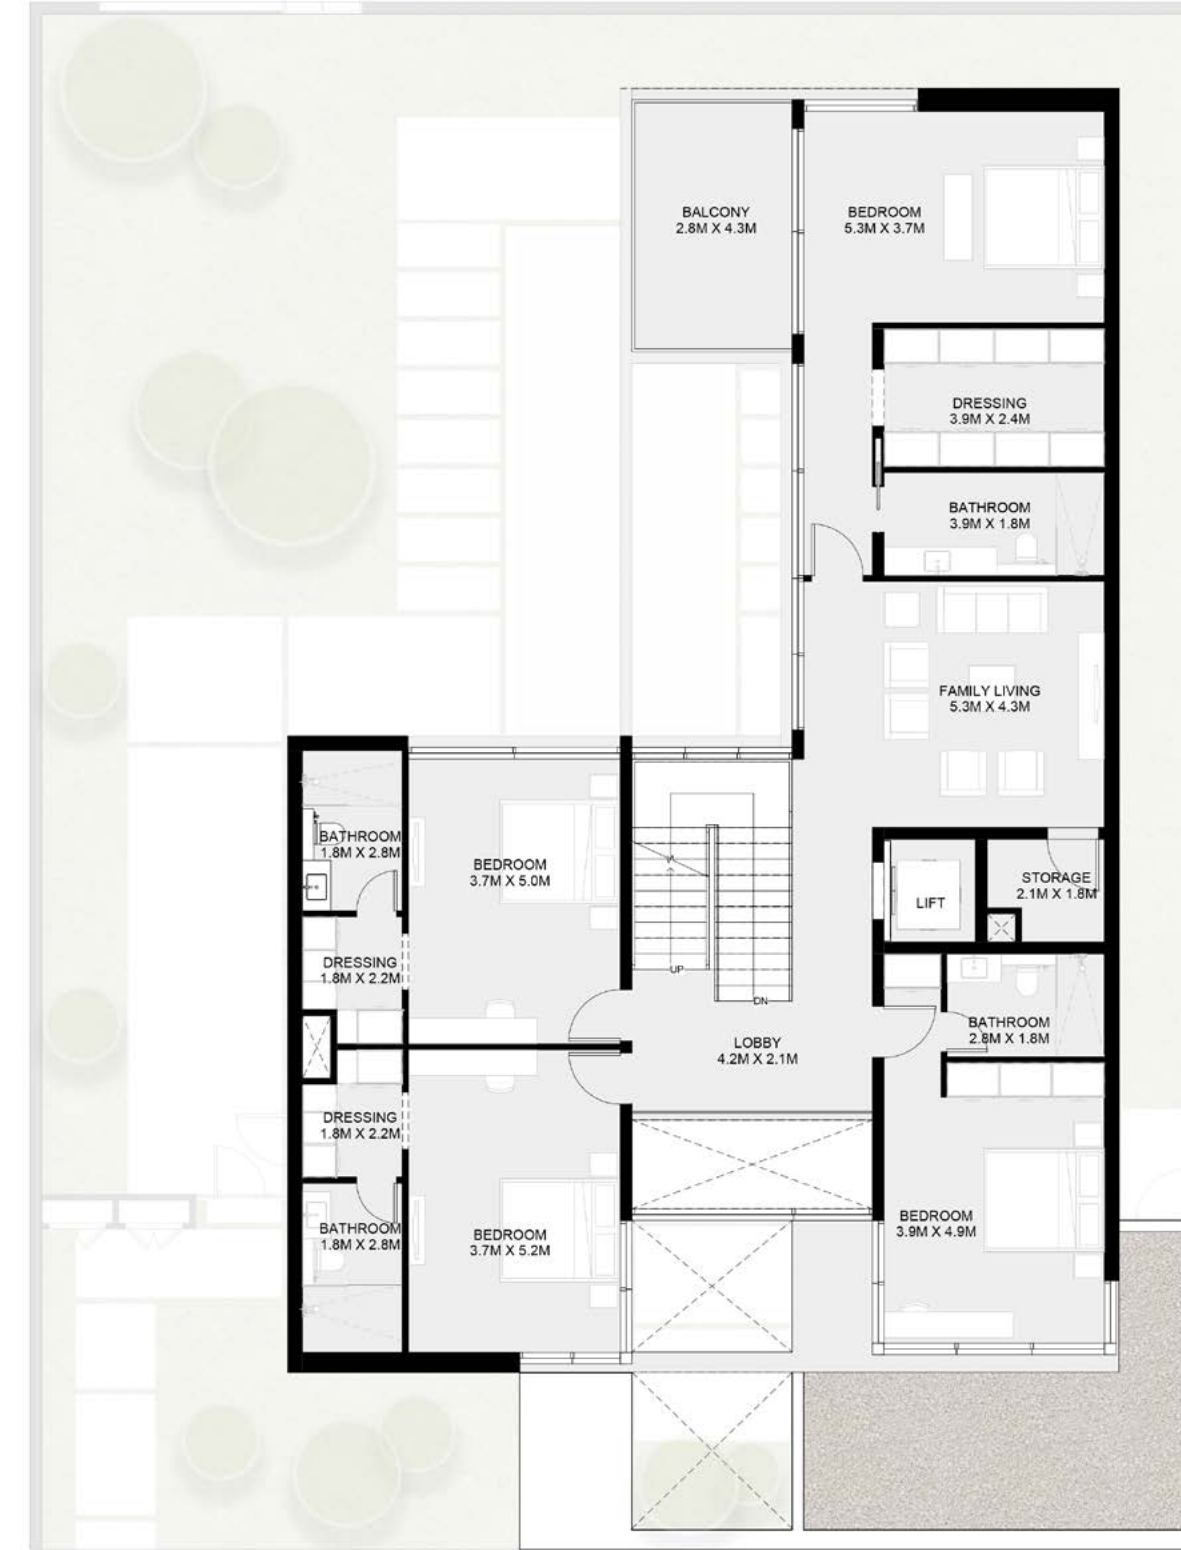 BALCONY
2.8M X 4.3M
BEDROOM
5.3M X 3.7M
DRESSING
3.9M X 2.4M
BATHROOM
3.9M X 1.8M
FAMILY LIVING
5.3M X 4.3M
BATHROOM
1.8M X 2.8M
BEDROOM
3.7M X 5.0M
STORAGE
2.1M X 1.8M
LIFT
DRESSING
1.8M X 2.2M
UP
DN
LOBBY
4.2M X 2.1M
BATHROOM
2.8M X 1.8M
DRESSING
1.8M X 2.2M
BATHROOM
1.8M X 2.8M
BEDROOM
3.7M X 5.2M
BEDROOM
3.9M X 4.9M